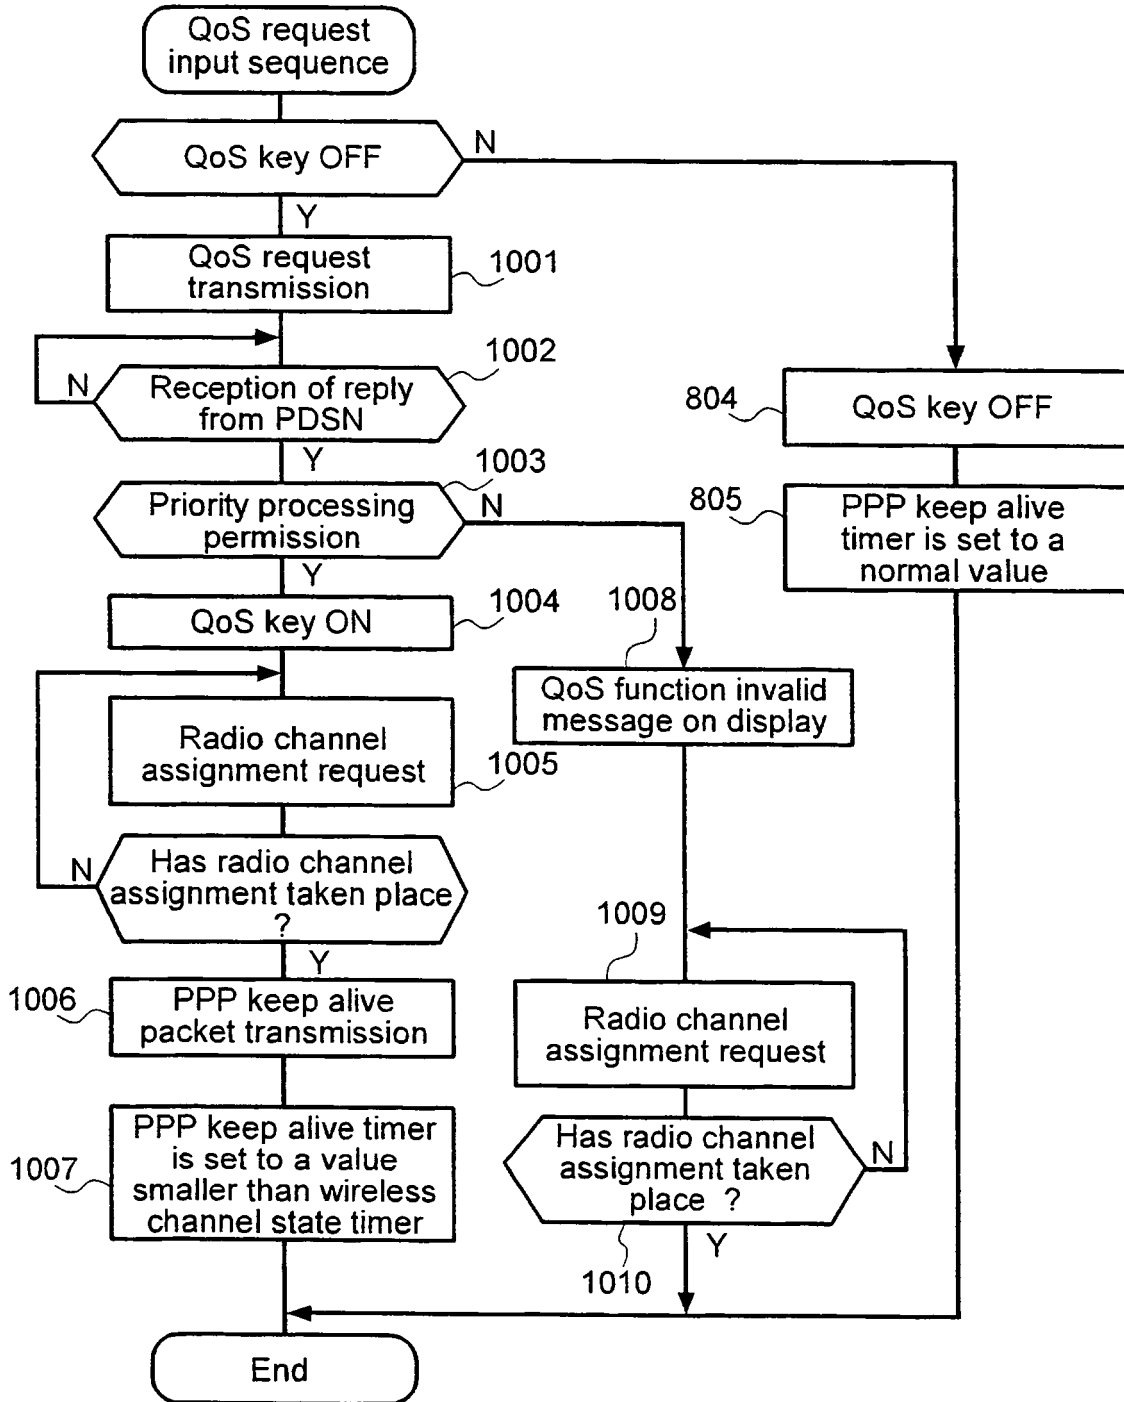 QoS request
input sequence
QoS key OFF
N
Y
QoS request
transmission
1001
1002
N
Reception of reply
from PDSN
804
QoS key OFF
Y
1003
Priority processing
permission
N
805
PPP keep alive
timer is set to a
normal value
Y
QoS key ON
1004
1008
QoS function invalid
message on display
Radio channel
assignment request
1005
N
Has radio channel
assignment taken place
?
Y
1009
1006
PPP keep alive
packet transmission
Radio channel
assignment request
1007
PPP keep alive timer
is set to a value
smaller than wireless
channel state timer
Has radio channel
assignment taken
place ?
N
Y
1010
End